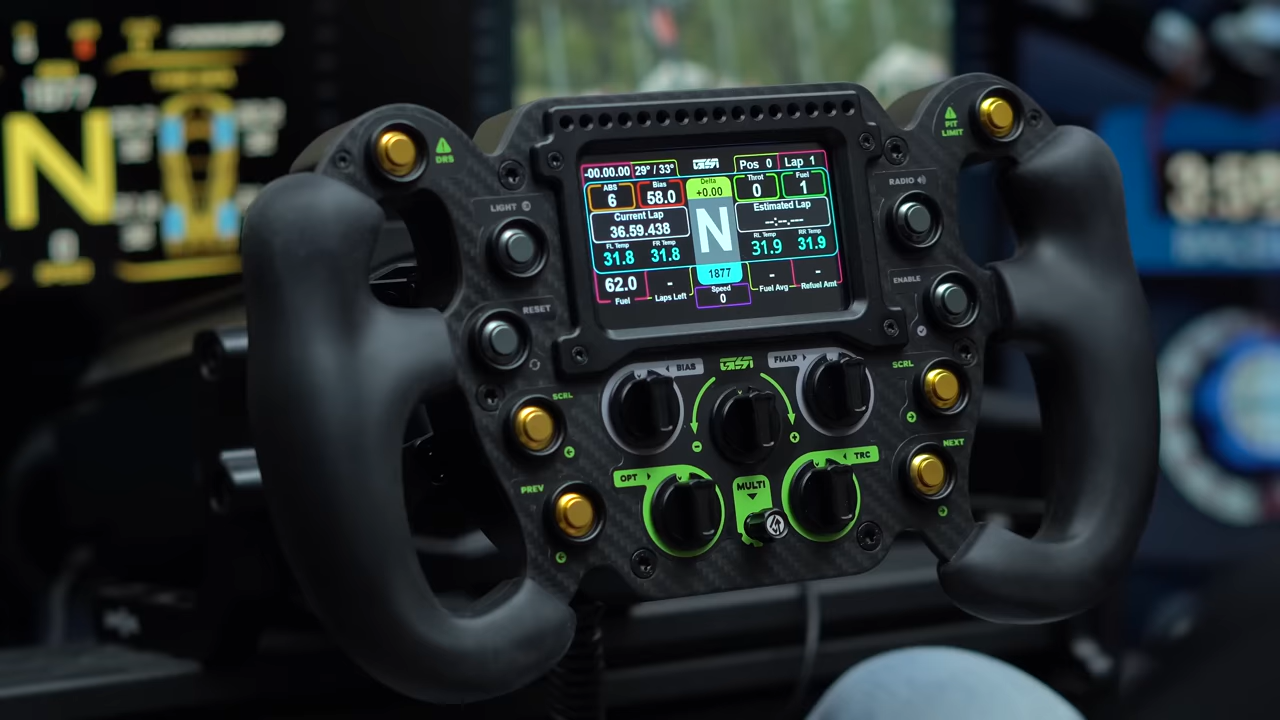 1877
N
DRS
PIT
LIMIT
LIGHT
RADIO
-00.00.00 29° / 33° GSI Pos 0 Lap 1
ABS
6
Bias
58.0
Delta
+0.00
Throt
0
Fuel
1
Current Lap
36.59.438
N
Estimated Lap
--:--.---
FL Temp
31.8
FR Temp
31.8
RL Temp
31.9
RR Temp
31.9
62.0
Fuel
-
Laps Left
1877
Speed
0
-
Fuel Avg
-
Refuel Amt
RESET
ENABLE
BIAS
GSI
FMAP
SCRL
SCRL
PREV
NEXT
OPT
MULTI
TRC